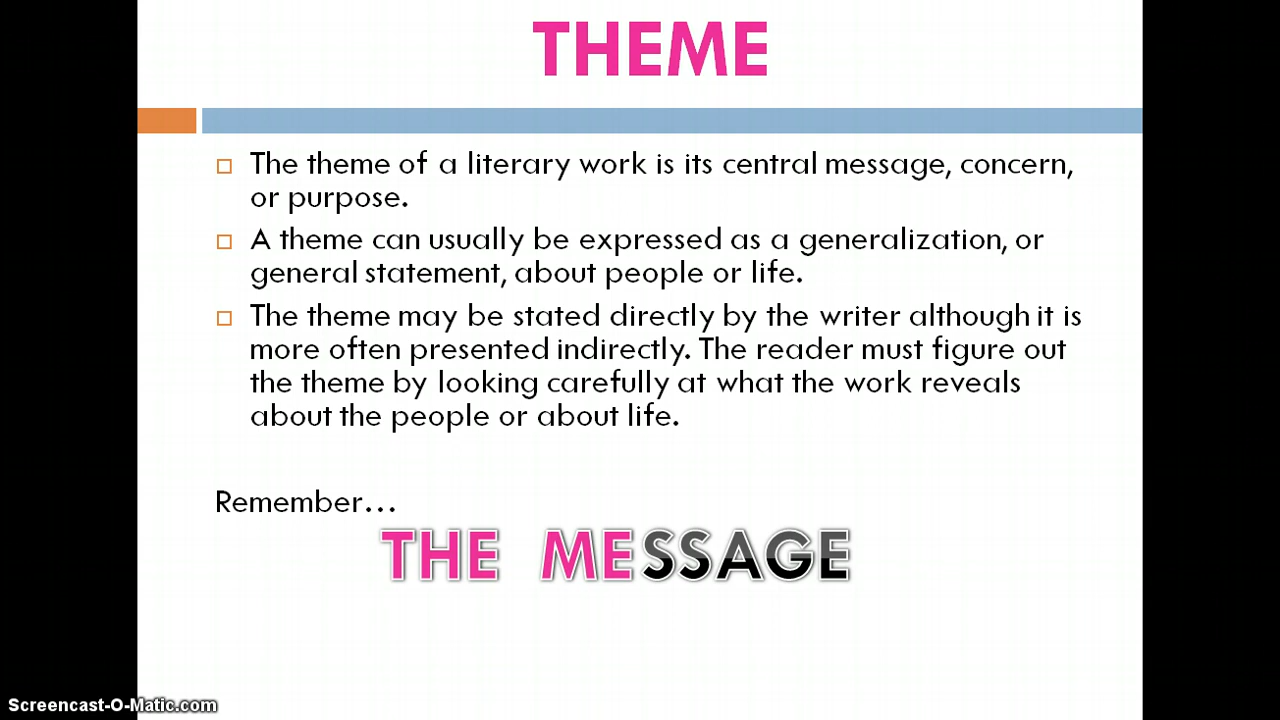 THEME
The theme of a literary work is its central message, concern,
or purpose.
A theme can usually be expressed as a generalization, or
general statement, about people or life.
The theme may be stated directly by the writer although it is
more often presented indirectly. The reader must figure out
the theme by looking carefully at what the work reveals
about the people or about life.
Remember…
THE MESSAGE
Screencast-O-Matic.com